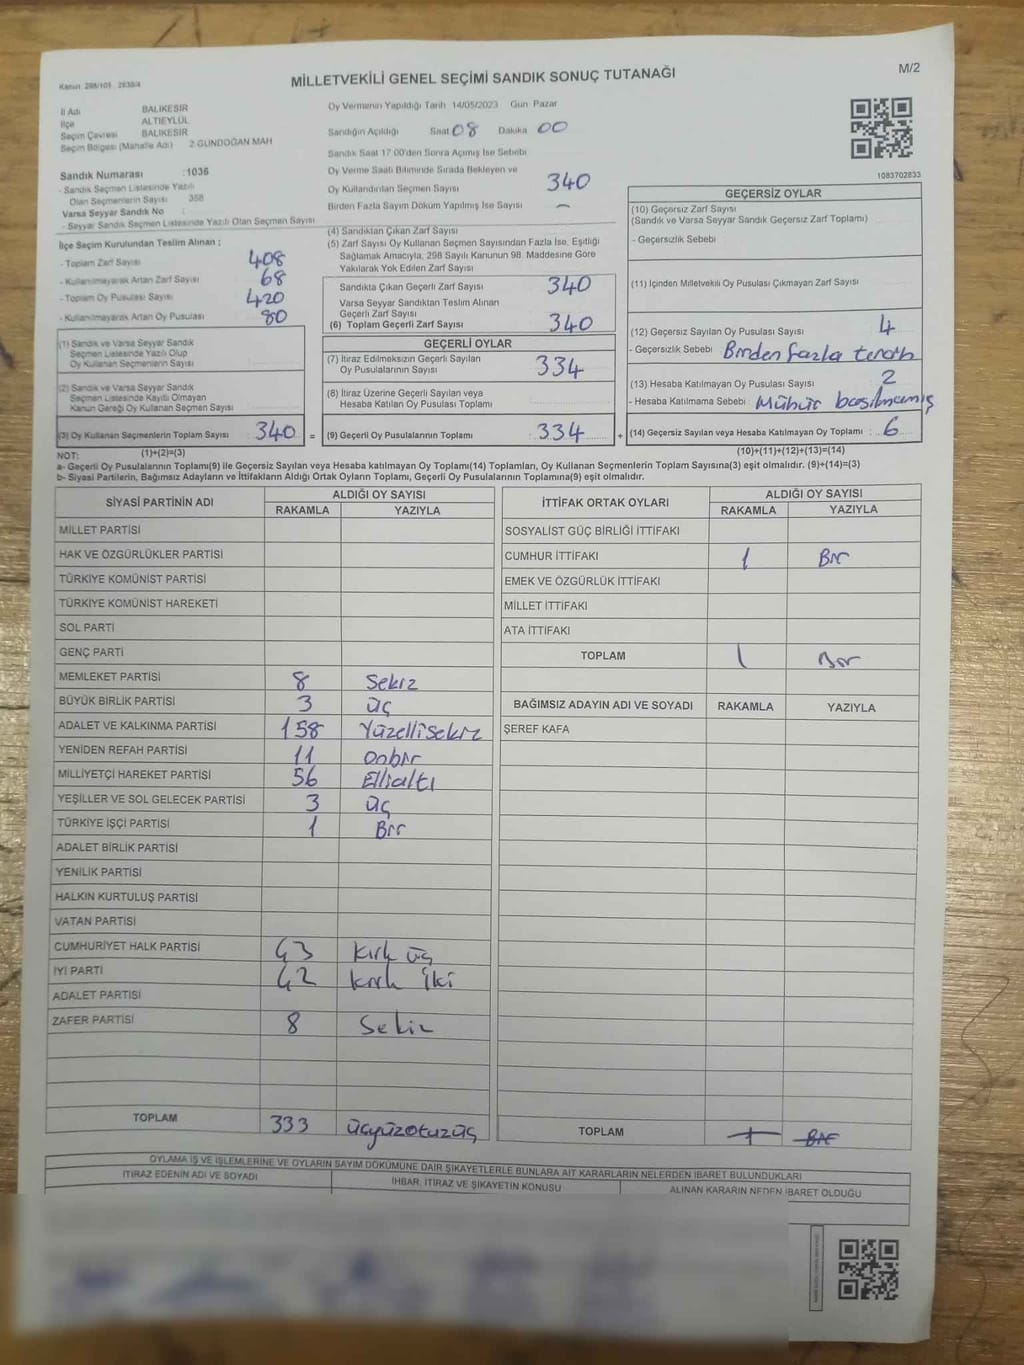 Kanun: 298/105, 2839/4
MİLLETVEKİLİ GENEL SEÇİMİ SANDIK SONUÇ TUTANAĞI
M/2
İl Adı BALIKESİR
İlçe ALTIEYLÜL
Seçim Çevresi BALIKESİR
Seçim Bölgesi (Mahalle Adı) 2 GÜNDOĞAN MAH
Oy Vermenin Yapıldığı Tarih 14/05/2023 Gün Pazar
Sandığın Açıldığı Saat 08 Dakika 00
Sandık Saat 17:00'den Sonra Açımış İse Sebebi
Sandık Numarası :1036
- Sandık Seçmen Listesinde Yazılı
Olan Seçmenlerin Sayısı 358
Varsa Seyyar Sandık No :
- Seyyar Sandık Seçmen Listesinde Yazılı Olan Seçmen Sayısı
Oy Verme Saati Bitiminde Sırada Bekleyen ve
Oy Kullandırılan Seçmen Sayısı 340
Birden Fazla Sayım Döküm Yapılmış İse Sayısı –
1083702833
İlçe Seçim Kurulundan Teslim Alınan :
- Toplam Zarf Sayısı 408
- Kullanılmayarak Artan Zarf Sayısı 68
- Toplam Oy Pusulası Sayısı 420
- Kullanılmayarak Artan Oy Pusulası 80
(4) Sandıktan Çıkan Zarf Sayısı
(5) Zarf Sayısı Oy Kullanan Seçmen Sayısından Fazla İse, Eşitliği
Sağlamak Amacıyla, 298 Sayılı Kanunun 98. Maddesine Göre
Yakılarak Yok Edilen Zarf Sayısı
Sandıkta Çıkan Geçerli Zarf Sayısı 340
Varsa Seyyar Sandıktan Teslim Alınan
Geçerli Zarf Sayısı
(6) Toplam Geçerli Zarf Sayısı 340
GEÇERSİZ OYLAR
(10) Geçersiz Zarf Sayısı
(Sandık ve Varsa Seyyar Sandık Geçersiz Zarf Toplamı)
- Geçersizlik Sebebi
(11) İçinden Milletvekili Oy Pusulası Çıkmayan Zarf Sayısı
(12) Geçersiz Sayılan Oy Pusulası Sayısı 4
- Geçersizlik Sebebi Birden fazla tercih
(13) Hesaba Katılmayan Oy Pusulası Sayısı 2
- Hesaba Katılmama Sebebi : Mühür basılmamış
(14) Geçersiz Sayılan veya Hesaba Katılmayan Oy Toplamı : 6
(1) Sandık ve Varsa Seyyar Sandık
Seçmen Listesinde Yazılı Olup
Oy Kullanan Seçmenlerin Sayısı
(2) Sandık ve Varsa Seyyar Sandık
Seçmen Listesinde Kayıtlı Olmayan
Kanun Gereği Oy Kullanan Seçmen Sayısı
(3) Oy Kullanan Seçmenlerin Toplam Sayısı 340 =
GEÇERLİ OYLAR
(7) İtiraz Edilmeksizin Geçerli Sayılan
Oy Pusulalarının Sayısı 334
(8) İtiraz Üzerine Geçerli Sayılan veya
Hesaba Katılan Oy Pusulası Toplamı
(9) Geçerli Oy Pusulalarının Toplamı 334 +
NOT: (1)+(2)=(3) (10)+(11)+(12)+(13)=(14)
a- Geçerli Oy Pusulalarının Toplamı(9) ile Geçersiz Sayılan veya Hesaba katılmayan Oy Toplamı(14) Toplamları, Oy Kullanan Seçmenlerin Toplam Sayısına(3) eşit olmalıdır. (9)+(14)=(3)
b- Siyasi Partilerin, Bağımsız Adayların ve İttifakların Aldığı Ortak Oyların Toplamı, Geçerli Oy Pusulalarının Toplamına(9) eşit olmalıdır.
SİYASİ PARTİNİN ADI ALDIĞI OY SAYISI
RAKAMLA YAZIYLA
MİLLET PARTİSİ
HAK VE ÖZGÜRLÜKLER PARTİSİ
TÜRKİYE KOMÜNİST PARTİSİ
TÜRKİYE KOMÜNİST HAREKETİ
SOL PARTİ
GENÇ PARTİ
MEMLEKET PARTİSİ 8 Sekiz
BÜYÜK BİRLİK PARTİSİ 3 Üç
ADALET VE KALKINMA PARTİSİ 158 Yüzellisekiz
YENİDEN REFAH PARTİSİ 11 Onbir
MİLLİYETÇİ HAREKET PARTİSİ 56 Ellialtı
YEŞİLLER VE SOL GELECEK PARTİSİ 3 Üç
TÜRKİYE İŞÇİ PARTİSİ 1 Bir
ADALET BİRLİK PARTİSİ
YENİLİK PARTİSİ
HALKIN KURTULUŞ PARTİSİ
VATAN PARTİSİ
CUMHURİYET HALK PARTİSİ 43 Kırk üç
İYİ PARTİ 42 Kırk iki
ADALET PARTİSİ
ZAFER PARTİSİ 8 Sekiz
TOPLAM 333 Üçyüzotuzüç
İTTİFAK ORTAK OYLARI ALDIĞI OY SAYISI
RAKAMLA YAZIYLA
SOSYALİST GÜÇ BİRLİĞİ İTTİFAKI
CUMHUR İTTİFAKI 1 Bir
EMEK VE ÖZGÜRLÜK İTTİFAKI
MİLLET İTTİFAKI
ATA İTTİFAKI
TOPLAM 1 Bir
BAĞIMSIZ ADAYIN ADI VE SOYADI RAKAMLA YAZIYLA
ŞEREF KAFA
TOPLAM 1 Bir
OYLAMA İŞ VE İŞLEMLERİNE VE OYLARIN SAYIM DÖKÜMÜNE DAİR ŞİKAYETLERLE BUNLARA AİT KARARLARIN NELERDEN İBARET BULUNDUKLARI
İTİRAZ EDENİN ADI VE SOYADI İHBAR, İTİRAZ VE ŞİKAYETİN KONUSU ALINAN KARARIN NEDEN İBARET OLDUĞU